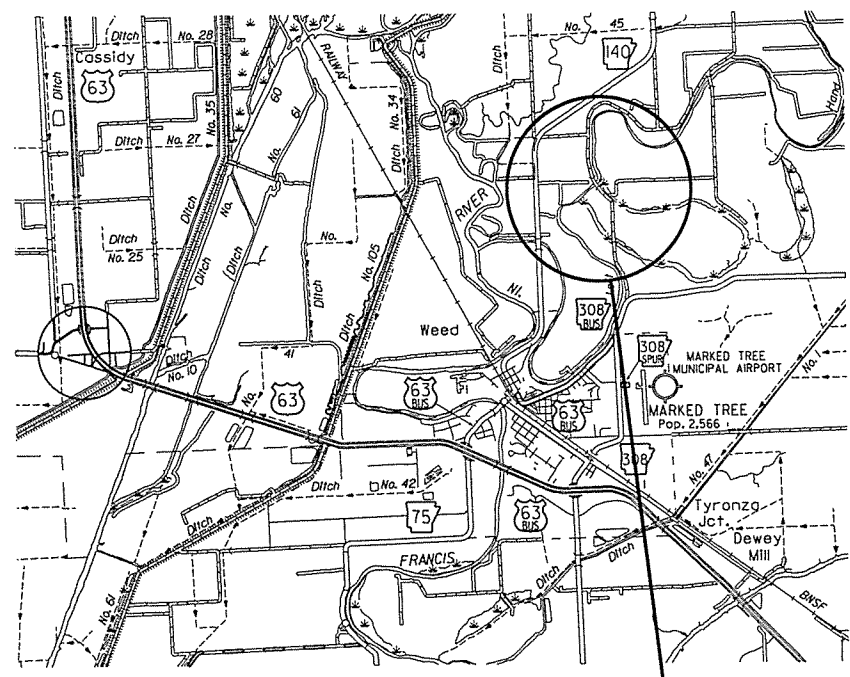 Ditch No. 28
Cassidy
63
Ditch
No. 35
Ditch No. 27
Ditch
No. 25
Ditch
No.
60
No. 61
Ditch
Ditch
No.
Ditch
RAILWAY
Ditch No. 34
No. 105
Ditch
RIVER
Ditch
No. 45
140
Hand
Weed
308
BUS
308
SPUR
MARKED TREE
MUNICIPAL AIRPORT
MARKED TREE
Pop. 2,566
No. 1
63
BUS
63
BUS
Ditch
No. 10
41
No.
63
308
No. 47
Ditch No. 42
75
63
BUS
Tyronza
Jct.
Dewey
Mill
Ditch
FRANCIS
Ditch
Ditch
No. 61
BNSF